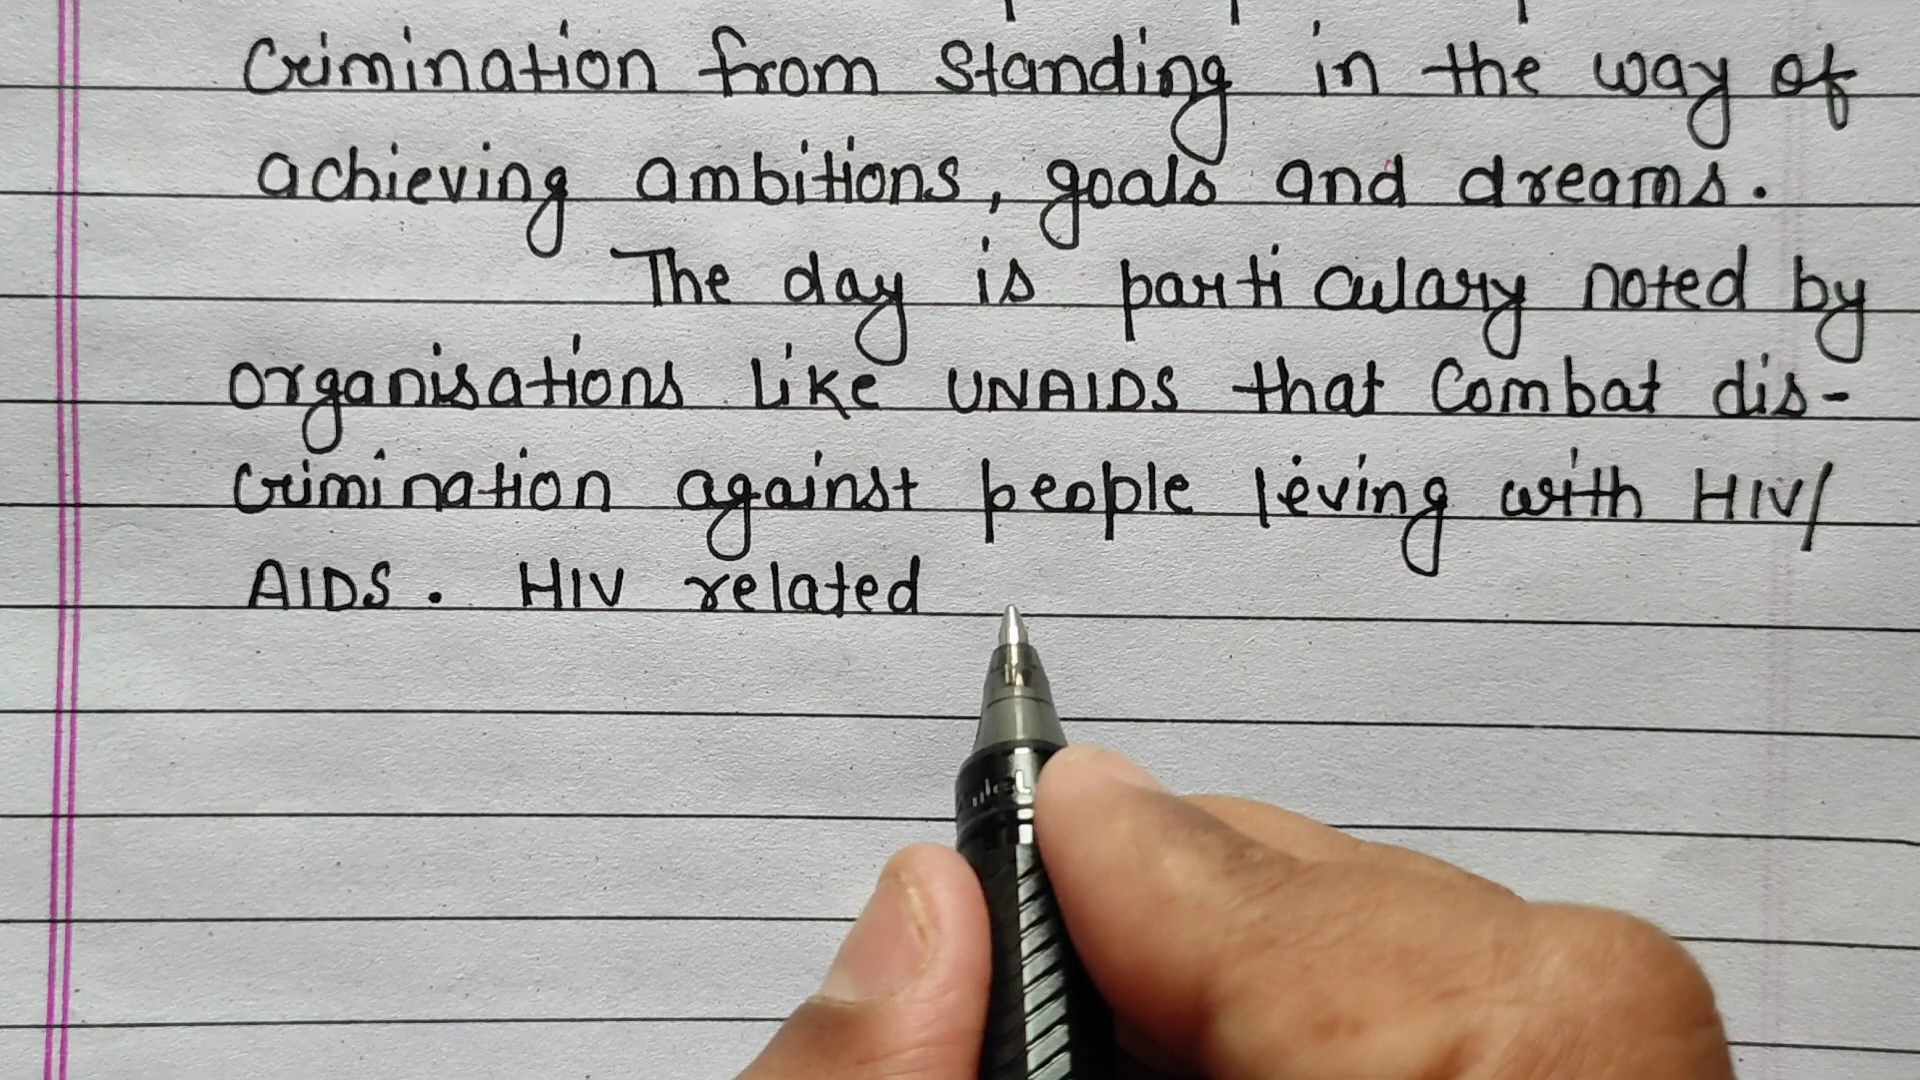 crimination from standing in the way of
achieving ambitions, goals and dreams.
The day is particulary noted by
organisations like UNAIDS that combat dis-
crimination against people leving with HIV/
AIDS. HIV related